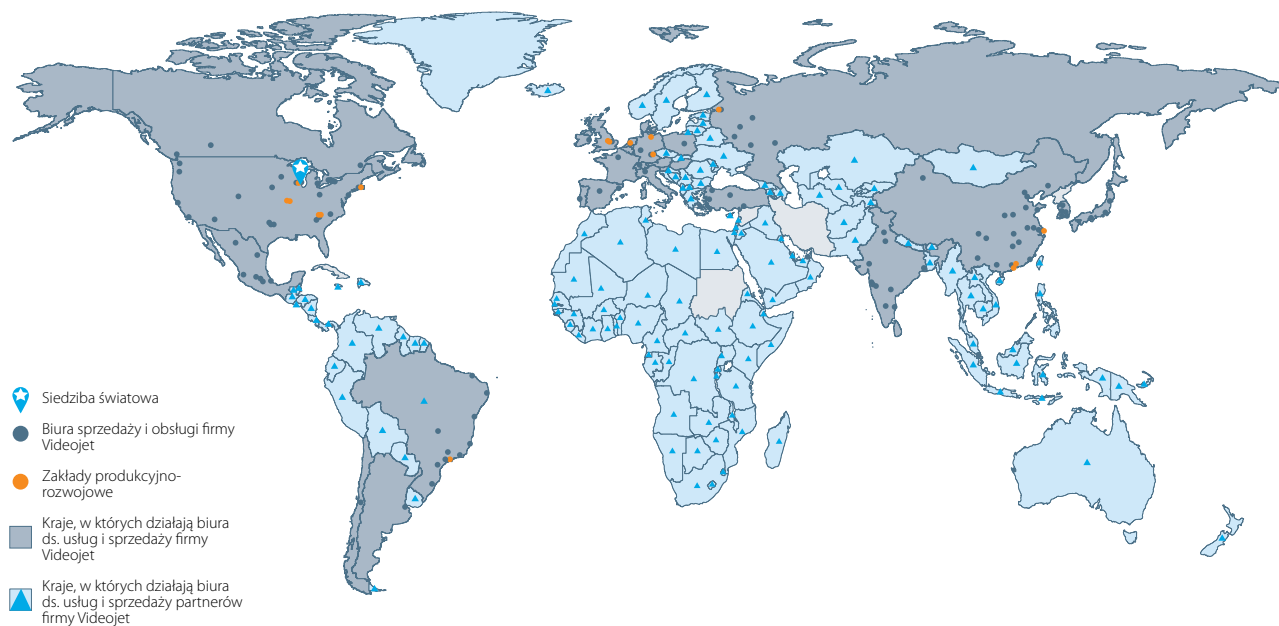 Siedziba światowa
Biura sprzedaży i obsługi firmy
Videojet
Zakłady produkcyjno-
rozwojowe
Kraje, w których działają biura
ds. usług i sprzedaży firmy
Videojet
Kraje, w których działają biura
ds. usług i sprzedaży partnerów
firmy Videojet